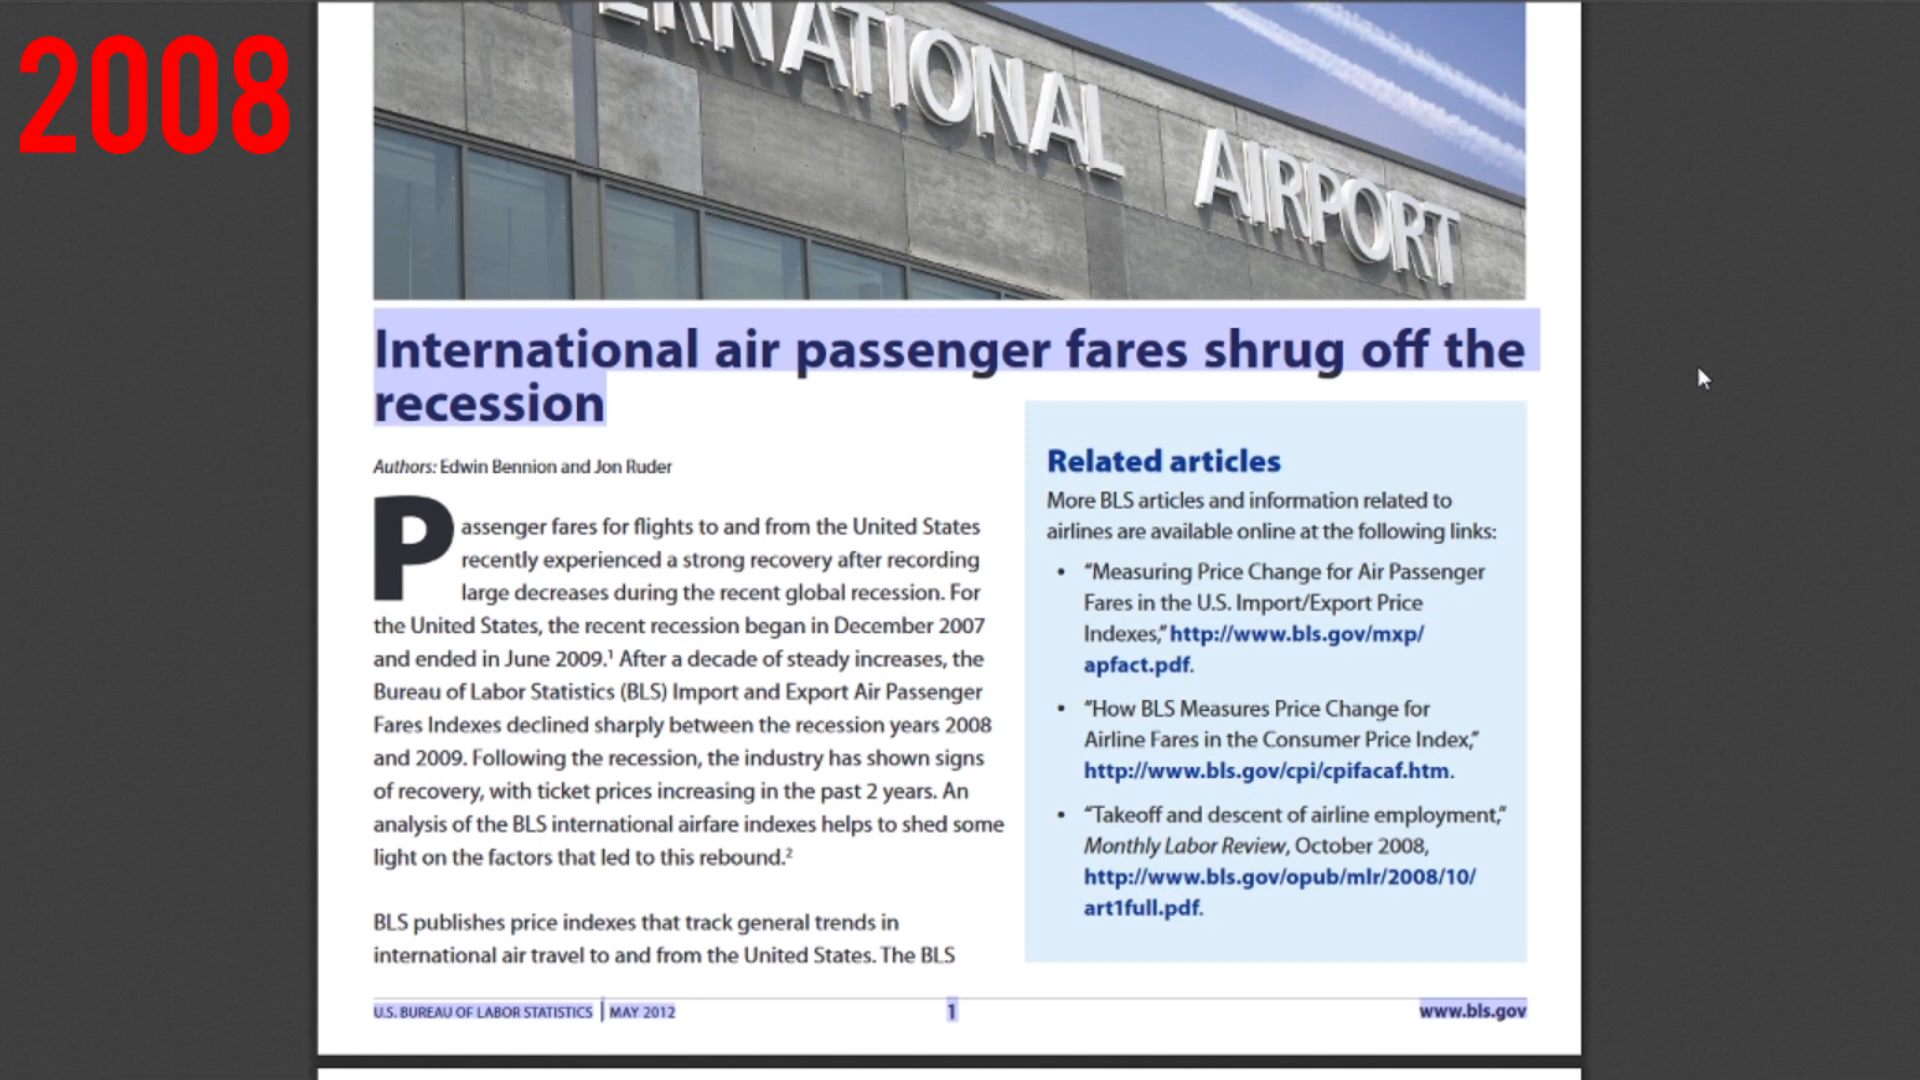 2008
ERNATIONAL AIRPORT
International air passenger fares shrug off the
recession
Authors: Edwin Bennion and Jon Ruder
Passenger fares for flights to and from the United States
recently experienced a strong recovery after recording
large decreases during the recent global recession. For
the United States, the recent recession began in December 2007
and ended in June 2009.¹ After a decade of steady increases, the
Bureau of Labor Statistics (BLS) Import and Export Air Passenger
Fares Indexes declined sharply between the recession years 2008
and 2009. Following the recession, the industry has shown signs
of recovery, with ticket prices increasing in the past 2 years. An
analysis of the BLS international airfare indexes helps to shed some
light on the factors that led to this rebound.²
BLS publishes price indexes that track general trends in
international air travel to and from the United States. The BLS
Related articles
More BLS articles and information related to
airlines are available online at the following links:
• “Measuring Price Change for Air Passenger
Fares in the U.S. Import/Export Price
Indexes,” http://www.bls.gov/mxp/
apfact.pdf.
• “How BLS Measures Price Change for
Airline Fares in the Consumer Price Index,”
http://www.bls.gov/cpi/cpifacaf.htm.
• “Takeoff and descent of airline employment,”
Monthly Labor Review, October 2008,
http://www.bls.gov/opub/mlr/2008/10/
art1full.pdf.
U.S. BUREAU OF LABOR STATISTICS | MAY 2012 1 www.bls.gov